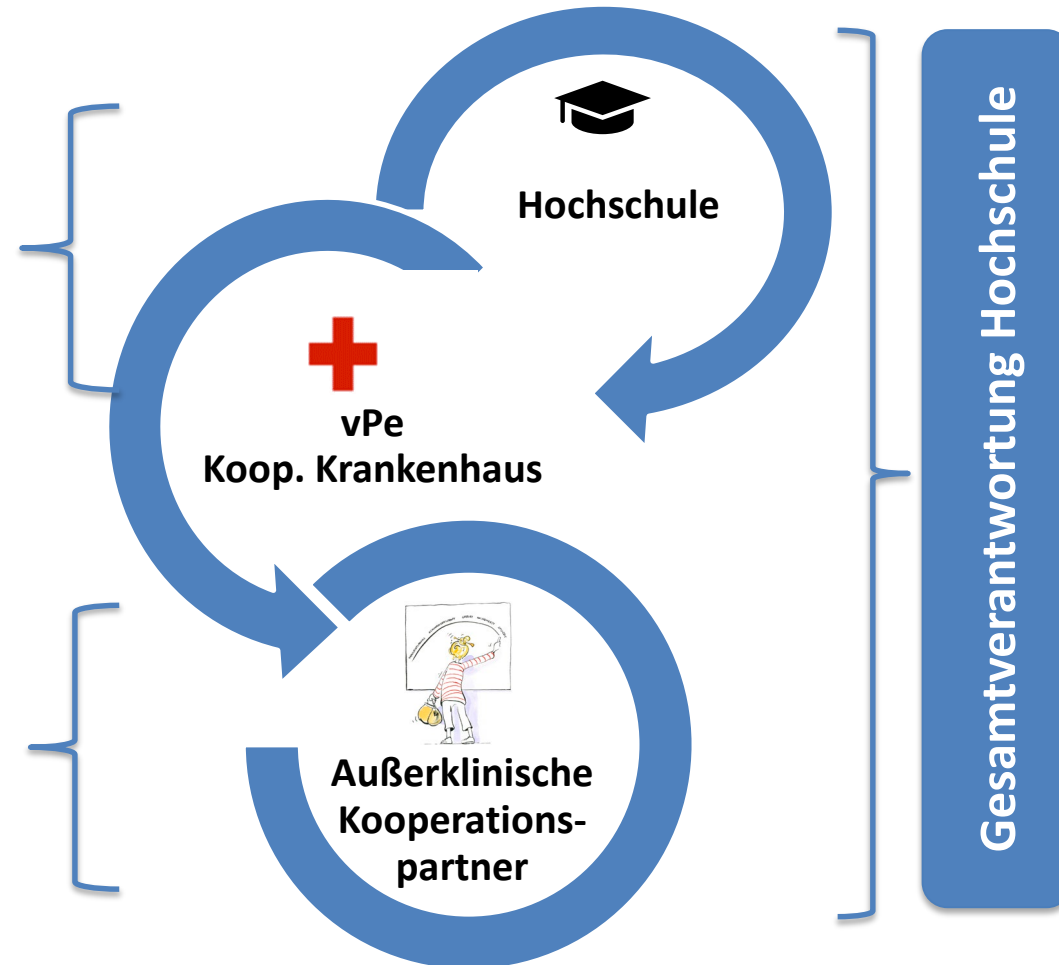 Hochschule
vPe
Koop. Krankenhaus
Außerklinische
Kooperations-
partner
Gesamtverantwortung Hochschule